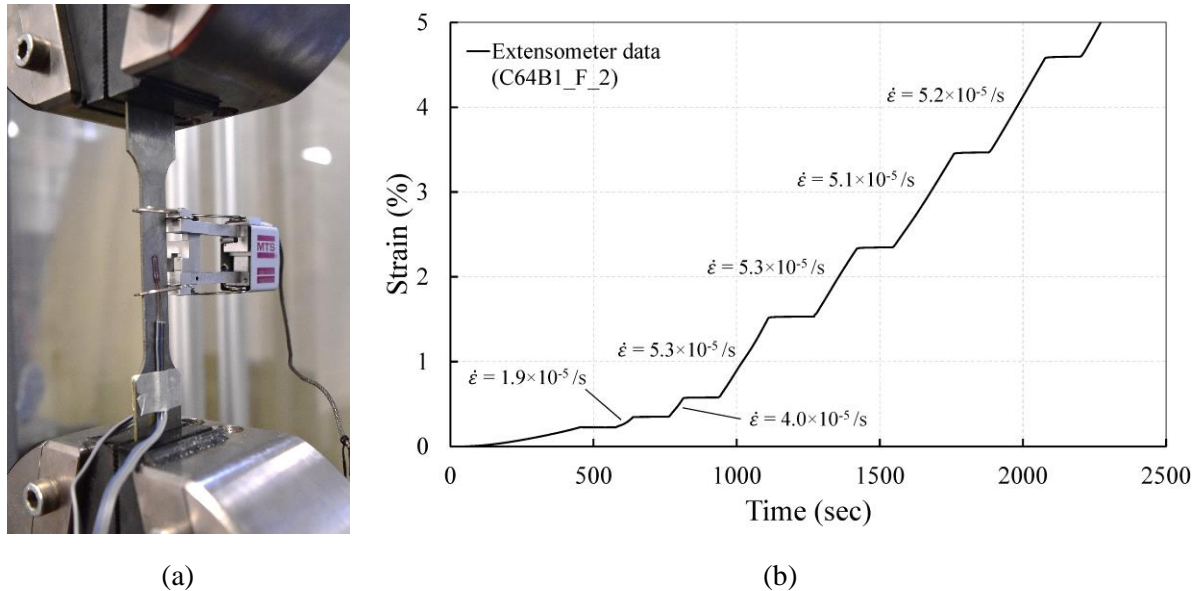 MTS
5
4
3
2
1
0
Strain (%)
Extensometer data
(C64B1_F_2)
ε̇ = 5.2×10⁻⁵/s
ε̇ = 5.1×10⁻⁵/s
ε̇ = 5.3×10⁻⁵/s
ε̇ = 5.3×10⁻⁵/s
ε̇ = 1.9×10⁻⁵/s
ε̇ = 4.0×10⁻⁵/s
0 500 1000 1500 2000 2500
Time (sec)
(a) (b)